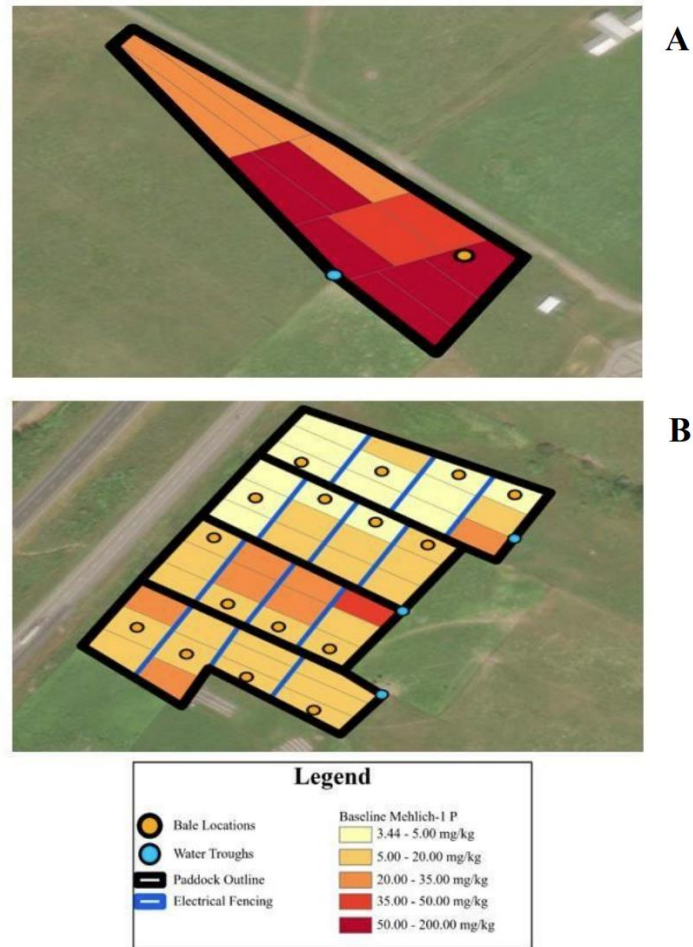 A
B
Legend
Bale Locations
Water Troughs
Paddock Outline
Electrical Fencing
Baseline Mehlich-1 P
3.44 - 5.00 mg/kg
5.00 - 20.00 mg/kg
20.00 - 35.00 mg/kg
35.00 - 50.00 mg/kg
50.00 - 200.00 mg/kg